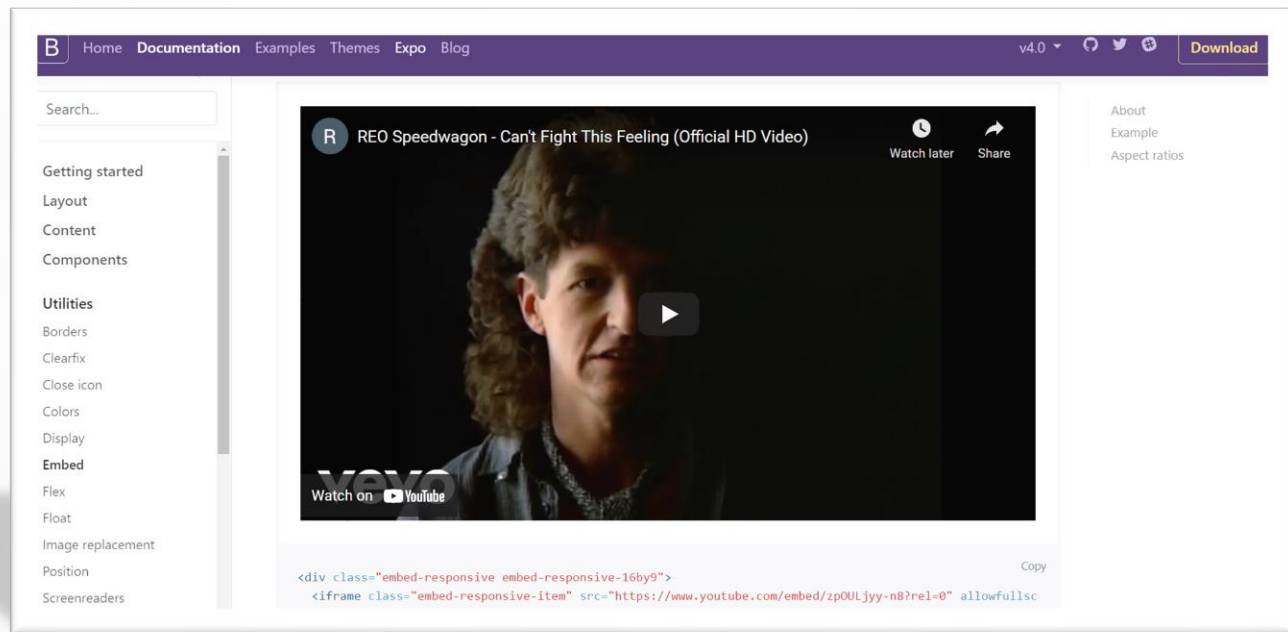 B Home Documentation Examples Themes Expo Blog v4.0 Download
Search...
Getting started
Layout
Content
Components
Utilities
Borders
Clearfix
Close icon
Colors
Display
Embed
Flex
Float
Image replacement
Position
Screenreaders
R REO Speedwagon - Can't Fight This Feeling (Official HD Video)
Watch later Share
vevo
Watch on YouTube
Copy
<div class="embed-responsive embed-responsive-16by9">
<iframe class="embed-responsive-item" src="https://www.youtube.com/embed/zpOULjyy-n8?rel=0" allowfullsc
About
Example
Aspect ratios